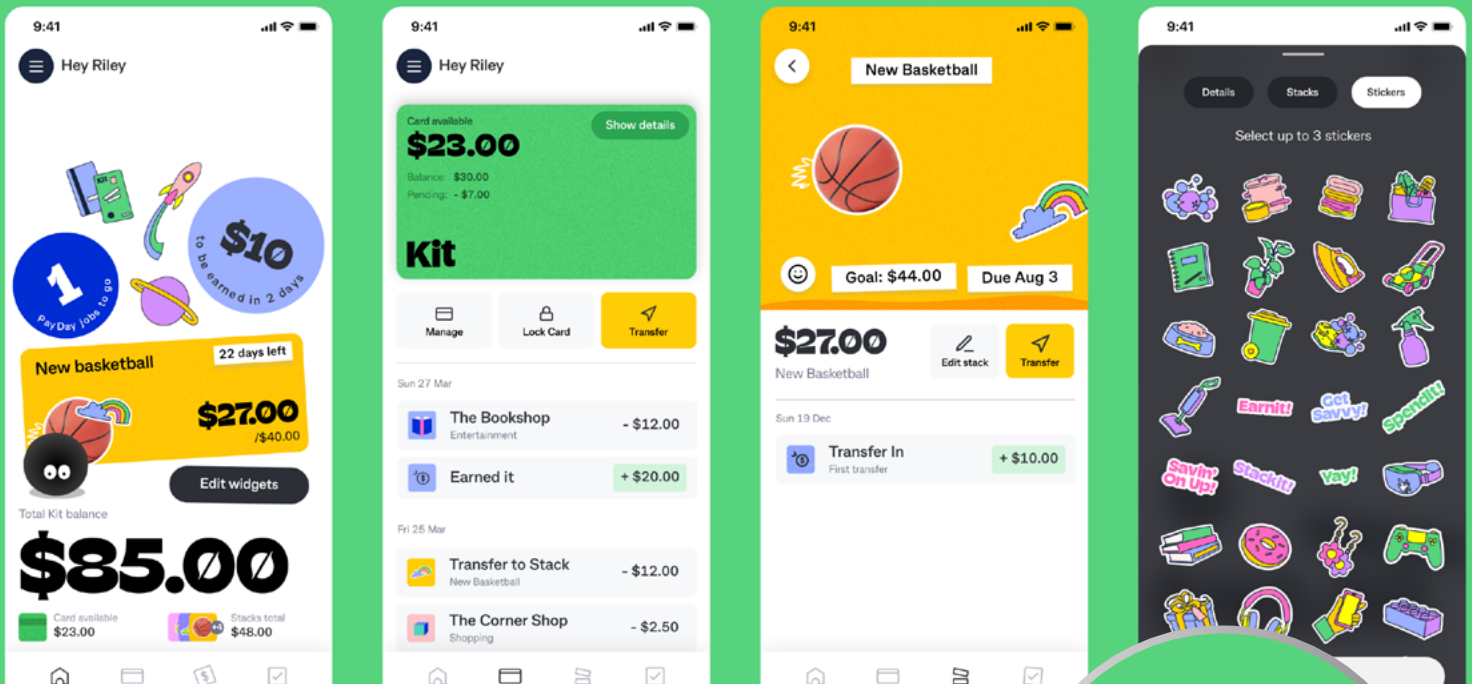 9:41
Hey Riley
Kit
$10
to be earned in 2 days
1
PayDay jobs to go
New basketball
22 days left
$27.00
/$40.00
Edit widgets
Total Kit balance
$85.00
Card available
$23.00
+4
Stacks total
$48.00
9:41
Hey Riley
Card available
$23.00
Show details
Balance: $30.00
Pending: - $7.00
Kit
Manage
Lock Card
Transfer
Sun 27 Mar
The Bookshop
Entertainment
- $12.00
Earned it
+ $20.00
Fri 25 Mar
Transfer to Stack
New Basketball
- $12.00
The Corner Shop
Shopping
- $2.50
9:41
New Basketball
Goal: $44.00
Due Aug 3
$27.00
New Basketball
Edit stack
Transfer
Sun 19 Dec
Transfer In
First transfer
+ $10.00
9:41
Details
Stacks
Stickers
Select up to 3 stickers
Earnit!
Get
Savvy!
Spendit!
Savin'
On Up!
Stackit!
Yay!